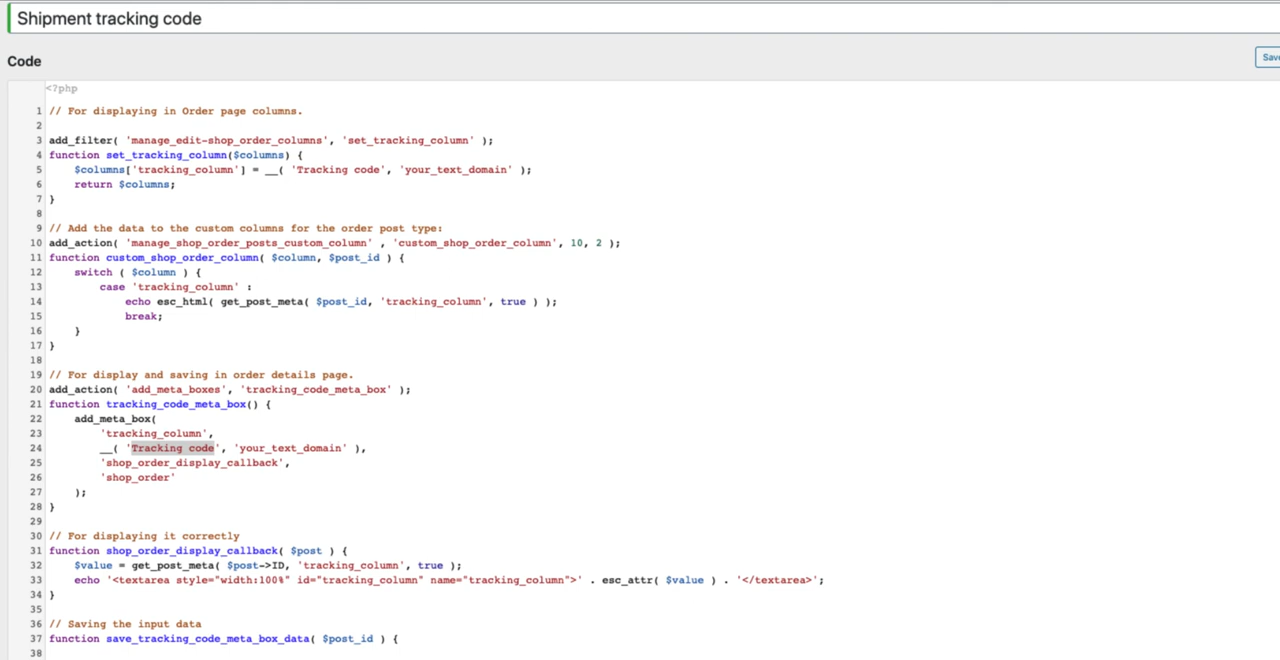 Shipment tracking code
Code
Save
<?php
1 // For displaying in Order page columns.
2
3 add_filter( 'manage_edit-shop_order_columns', 'set_tracking_column' );
4 function set_tracking_column($columns) {
5     $columns['tracking_column'] = __( 'Tracking code', 'your_text_domain' );
6     return $columns;
7 }
8
9 // Add the data to the custom columns for the order post type:
10 add_action( 'manage_shop_order_posts_custom_column' , 'custom_shop_order_column', 10, 2 );
11 function custom_shop_order_column( $column, $post_id ) {
12     switch ( $column ) {
13         case 'tracking_column' :
14             echo esc_html( get_post_meta( $post_id, 'tracking_column', true ) );
15             break;
16     }
17 }
18
19 // For display and saving in order details page.
20 add_action( 'add_meta_boxes', 'tracking_code_meta_box' );
21 function tracking_code_meta_box() {
22     add_meta_box(
23         'tracking_column',
24         __( 'Tracking code', 'your_text_domain' ),
25         'shop_order_display_callback',
26         'shop_order'
27     );
28 }
29
30 // For displaying it correctly
31 function shop_order_display_callback( $post ) {
32     $value = get_post_meta( $post->ID, 'tracking_column', true );
33     echo '<textarea style="width:100%" id="tracking_column" name="tracking_column">' . esc_attr( $value ) . '</textarea>';
34 }
35
36 // Saving the input data
37 function save_tracking_code_meta_box_data( $post_id ) {
38